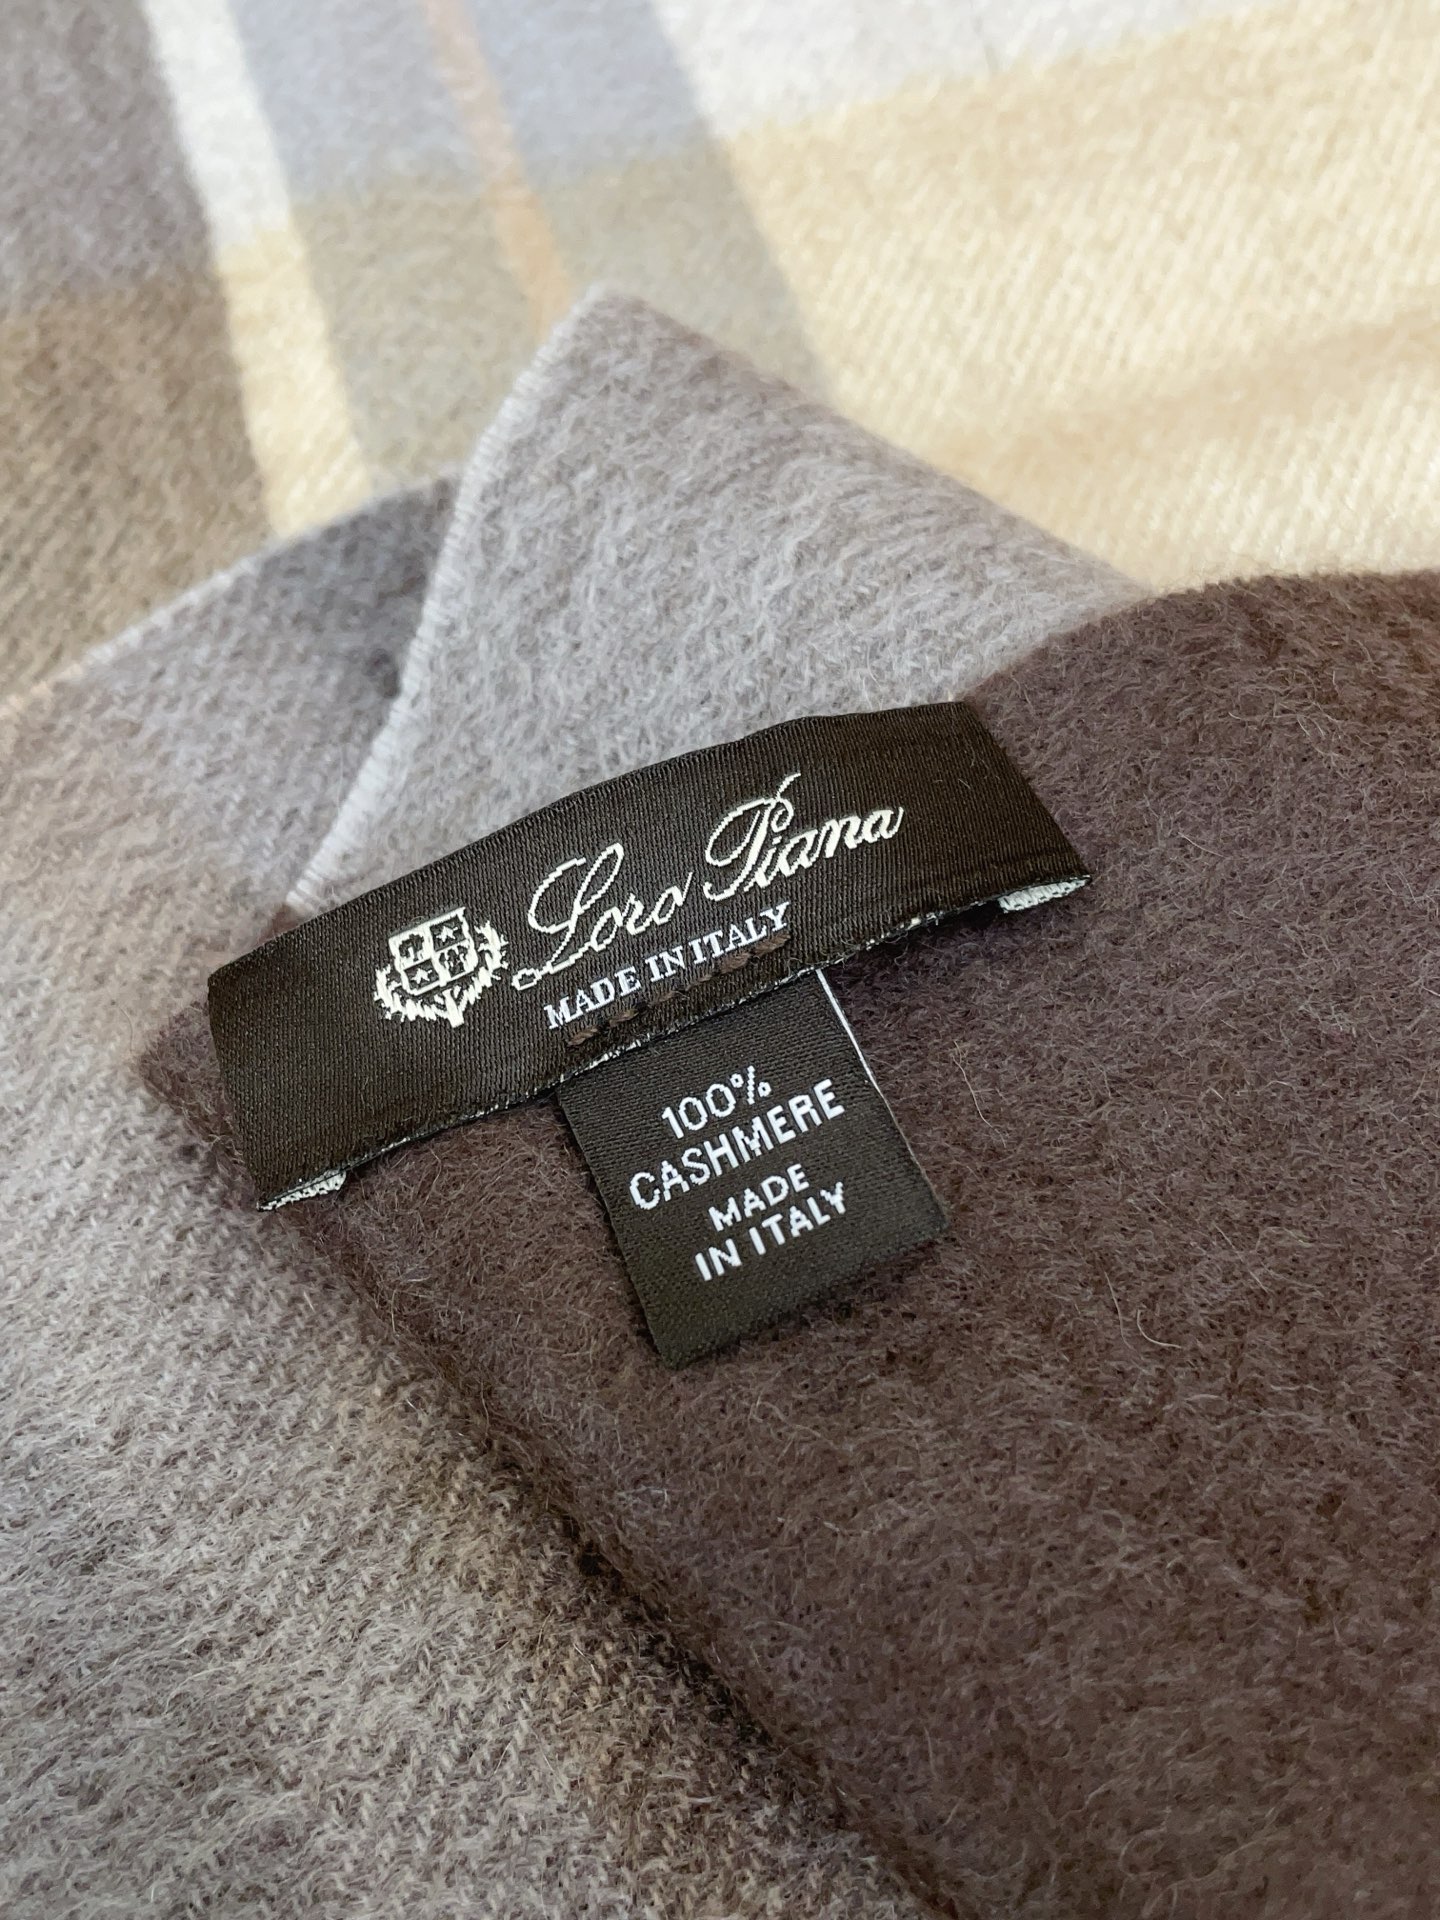 Loro Piana
MADE IN ITALY
100%
CASHMERE
MADE
IN ITALY